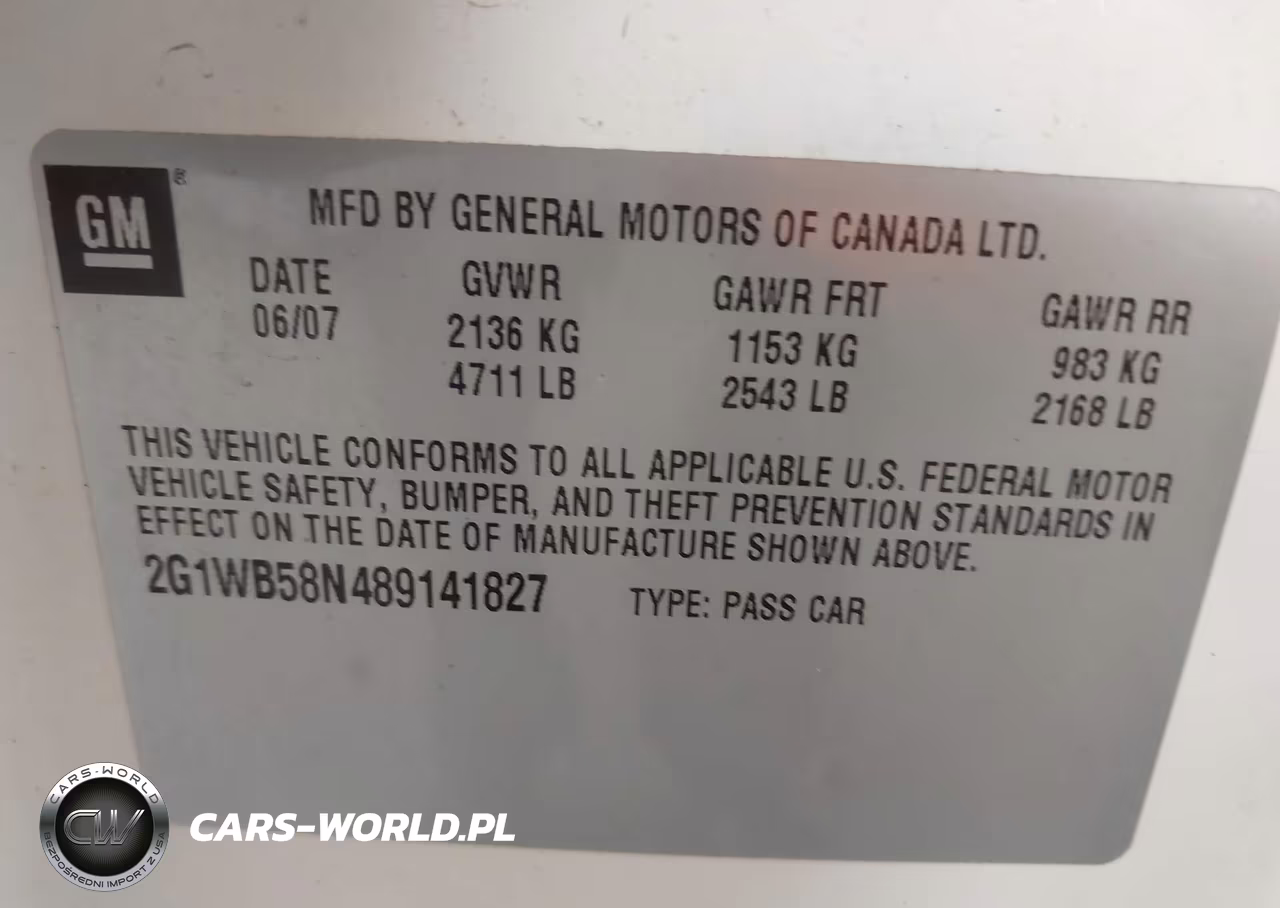 GM
®
MFD BY GENERAL MOTORS OF CANADA LTD.
DATE GVWR GAWR FRT GAWR RR
06/07 2136 KG 1153 KG 983 KG
4711 LB 2543 LB 2168 LB
THIS VEHICLE CONFORMS TO ALL APPLICABLE U.S. FEDERAL MOTOR
VEHICLE SAFETY, BUMPER, AND THEFT PREVENTION STANDARDS IN
EFFECT ON THE DATE OF MANUFACTURE SHOWN ABOVE.
2G1WB58N489141827 TYPE: PASS CAR
CARS-WORLD
CW
BEZPOŚREDNI IMPORT Z USA
CARS-WORLD.PL